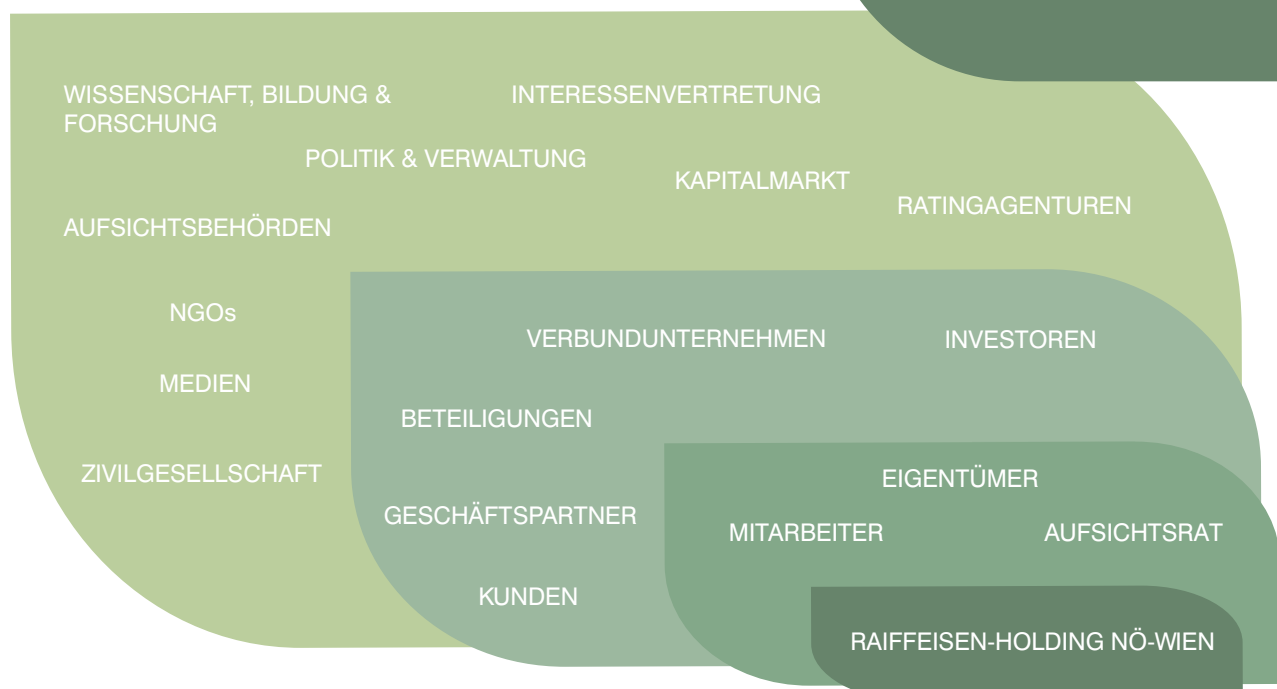 WISSENSCHAFT, BILDUNG &
FORSCHUNG
INTERESSENVERTRETUNG
POLITIK & VERWALTUNG
KAPITALMARKT
RATINGAGENTUREN
AUFSICHTSBEHÖRDEN
NGOs
MEDIEN
ZIVILGESELLSCHAFT
VERBUNDUNTERNEHMEN
INVESTOREN
BETEILIGUNGEN
GESCHÄFTSPARTNER
KUNDEN
EIGENTÜMER
MITARBEITER
AUFSICHTSRAT
RAIFFEISEN-HOLDING NÖ-WIEN